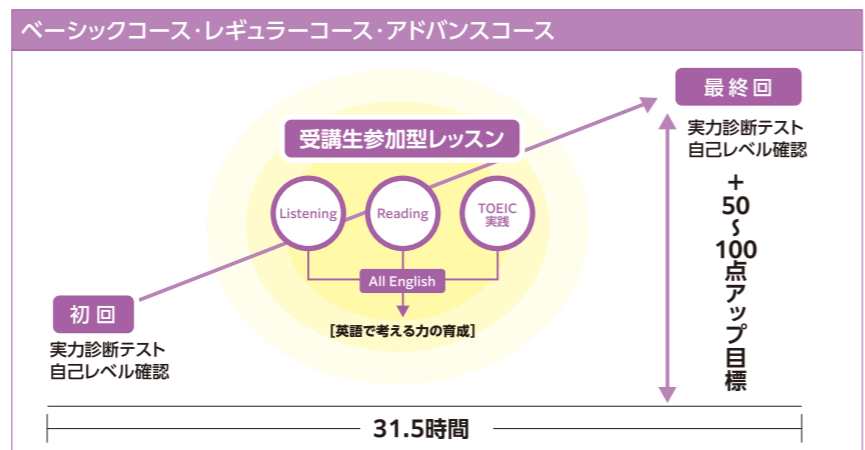 ベーシックコース・レギュラーコース・アドバンスコース
最終回
実力診断テスト
自己レベル確認
+50〜100点アップ目標
受講生参加型レッスン
Listening
Reading
TOEIC
実践
All English
[英語で考える力の育成]
初回
実力診断テスト
自己レベル確認
31.5時間